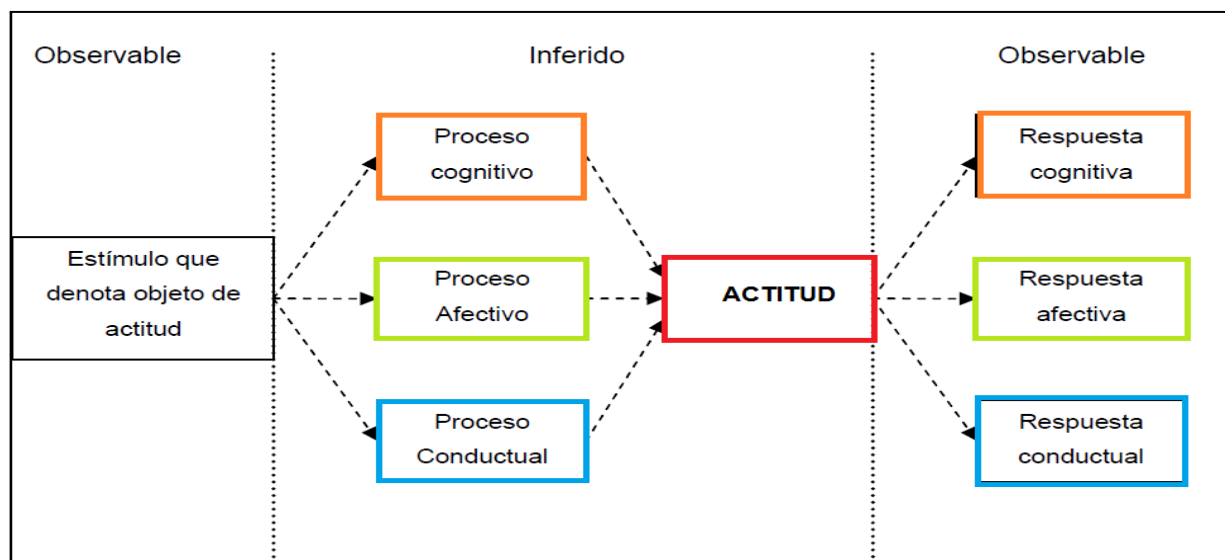 Observable
Inferido
Observable
Estímulo que
denota objeto de
actitud
Proceso
cognitivo
Proceso
Afectivo
Proceso
Conductual
ACTITUD
Respuesta
cognitiva
Respuesta
afectiva
Respuesta
conductual